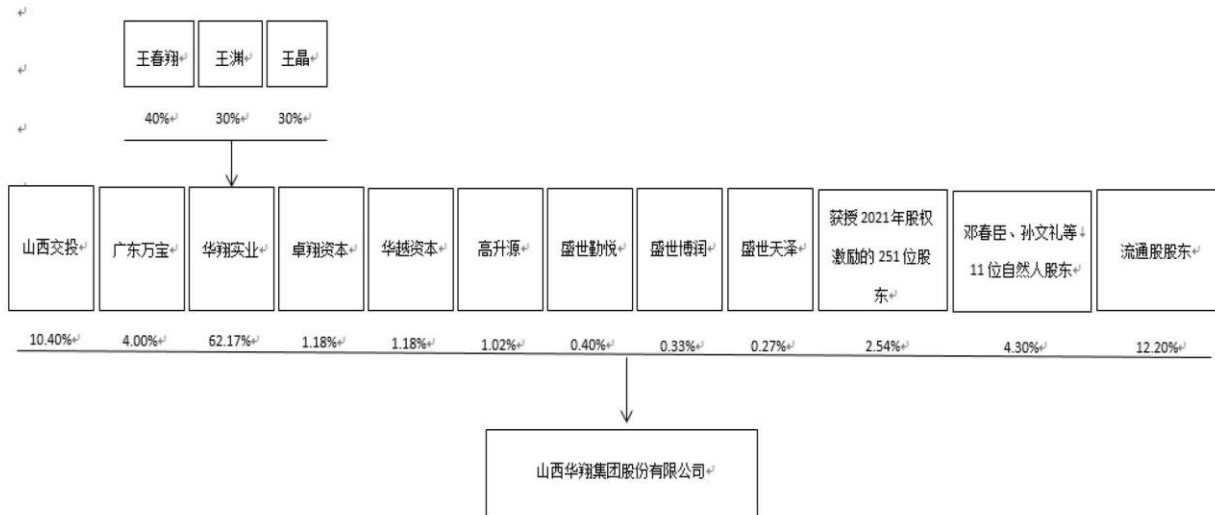 王春翔
王渊
王晶
40%
30%
30%
山西交投
广东万宝
华翔实业
卓翔资本
华越资本
高升源
盛世勤悦
盛世博润
盛世天泽
获授 2021年股权
激励的 251 位股
东
邓春臣、孙文礼等
11 位自然人股东
流通股股东
10.40%
4.00%
62.17%
1.18%
1.18%
1.02%
0.40%
0.33%
0.27%
2.54%
4.30%
12.20%
山西华翔集团股份有限公司